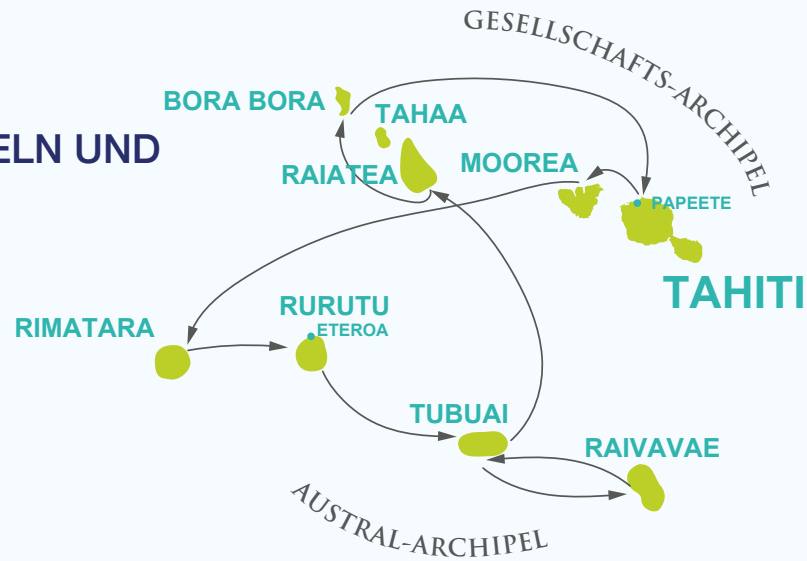 GESELLSCHAFTS-ARCHIPEL
BORA BORA
TAHAA
ELN UND
MOOREA
RAIATEA
PAPEETE
TAHITI
RURUTU
RIMATARA
ETEROA
TUBUAI
RAIVAVAE
AUSTRAL-ARCHIPEL